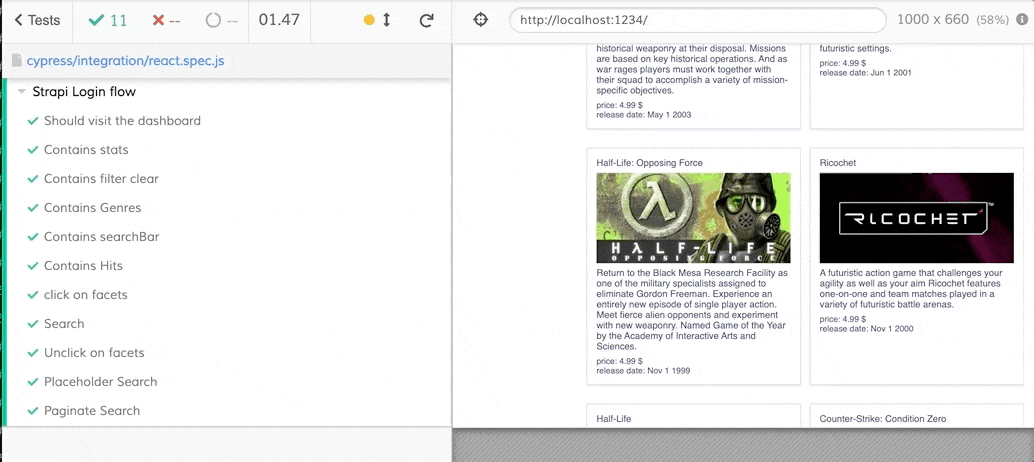 Tests
11
--
--
01.47
http://localhost:1234/
1000 x 660 (58%)
cypress/integration/react.spec.js
Strapi Login flow
Should visit the dashboard
Contains stats
Contains filter clear
Contains Genres
Contains searchBar
Contains Hits
click on facets
Search
Unclick on facets
Placeholder Search
Paginate Search
historical weaponry at their disposal. Missions
are based on key historical operations. And as
war rages players must work together with
their squad to accomplish a variety of mission-
specific objectives.
price: 4.99 $
release date: May 1 2003
futuristic settings.
price: 4.99 $
release date: Jun 1 2001
Half-Life: Opposing Force
HλLF-LIFE
OPPOSING FORCE
Return to the Black Mesa Research Facility as
one of the military specialists assigned to
eliminate Gordon Freeman. Experience an
entirely new episode of single player action.
Meet fierce alien opponents and experiment
with new weaponry. Named Game of the Year
by the Academy of Interactive Arts and
Sciences.
price: 4.99 $
release date: Nov 1 1999
Ricochet
RICOCHET™
A futuristic action game that challenges your
agility as well as your aim Ricochet features
one-on-one and team matches played in a
variety of futuristic battle arenas.
price: 4.99 $
release date: Nov 1 2000
Half-Life
Counter-Strike: Condition Zero